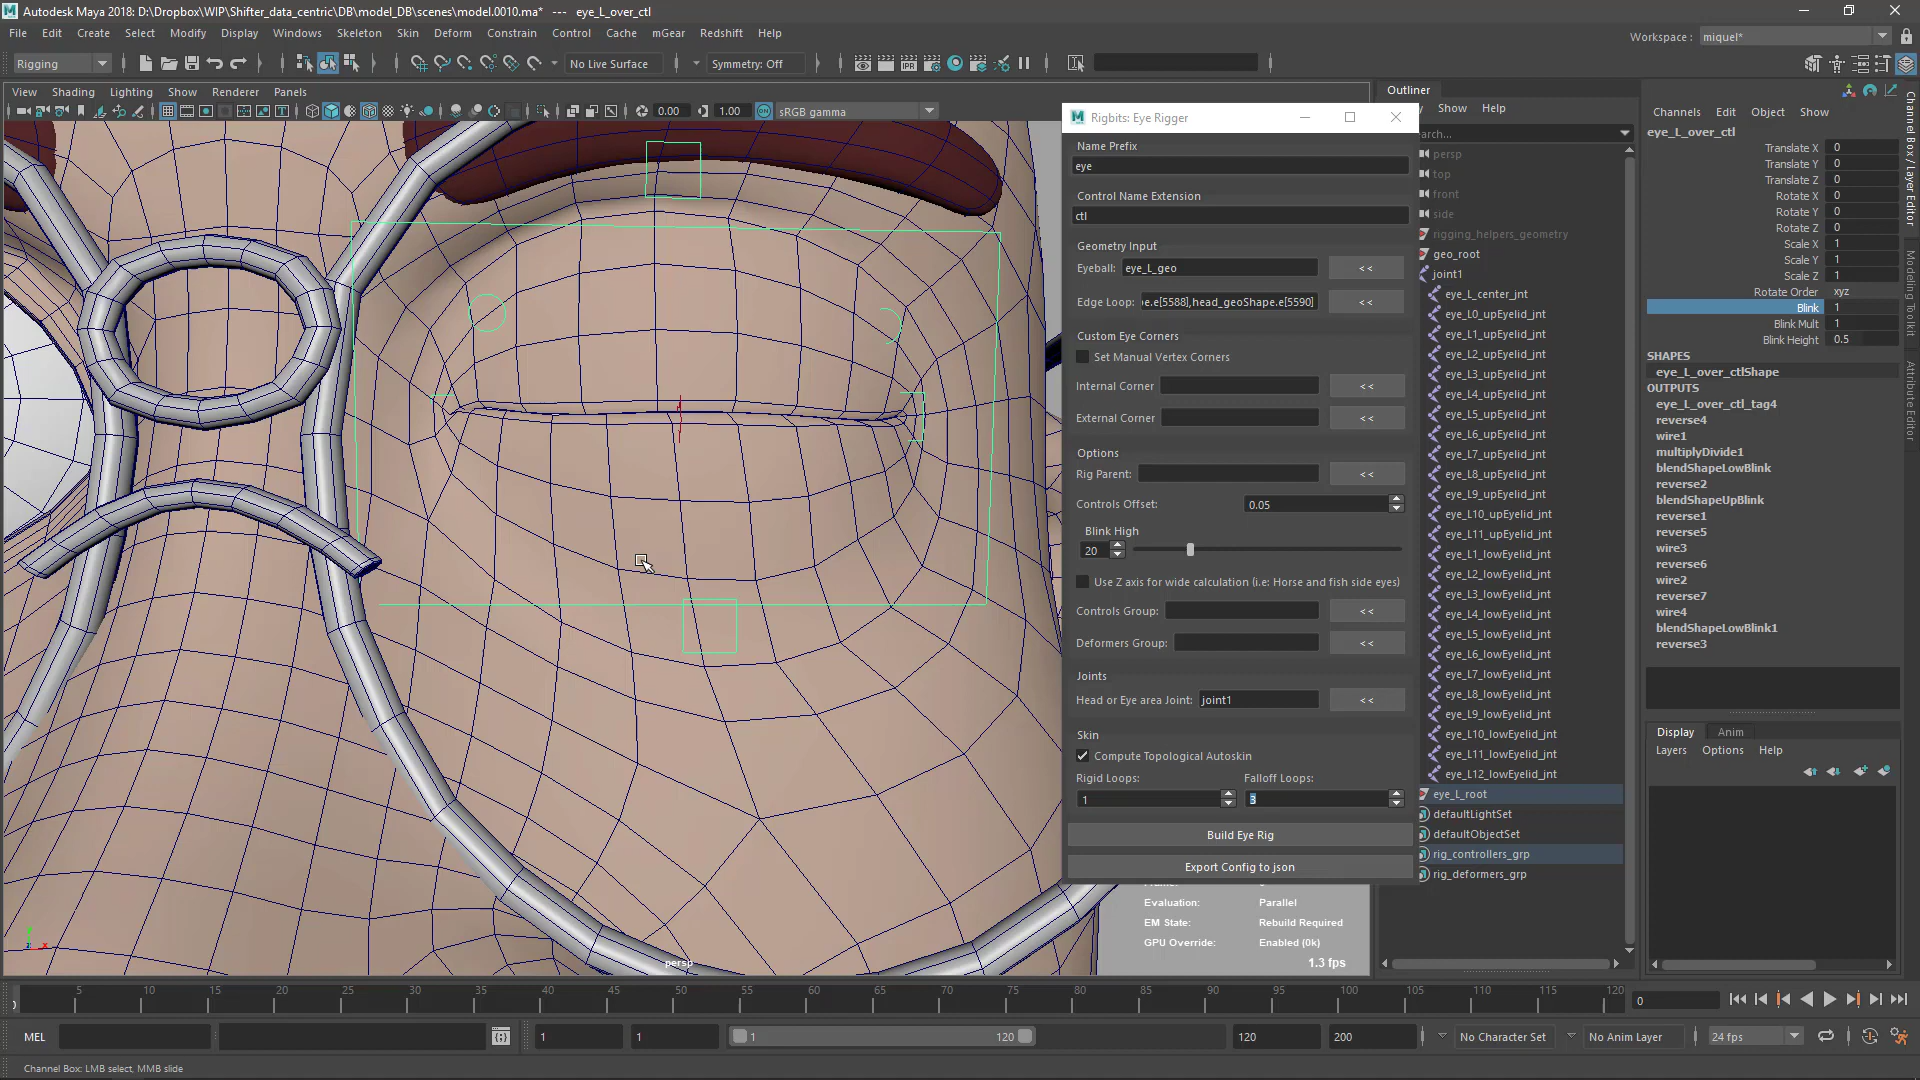 Autodesk Maya 2018: D:\Dropbox\WIP\Shifter_data_centric\DB\model_DB\scenes\model.0010.ma* --- eye_L_over_ctl
File Edit Create Select Modify Display Windows Skeleton Skin Deform Constrain Control Cache mGear Redshift Help
Workspace : miquel*
Rigging
No Live Surface
Symmetry: Off
View Shading Lighting Show Renderer Panels
0.00
1.00
sRGB gamma
persp
Evaluation: Parallel
EM State: Rebuild Required
GPU Override: Enabled (0k)
1.3 fps
Rigbits: Eye Rigger
Name Prefix
eye
Control Name Extension
ctl
Geometry Input
Eyeball: eye_L_geo <<
Edge Loop: e.e[5588],head_geoShape.e[5590] <<
Custom Eye Corners
Set Manual Vertex Corners
Internal Corner <<
External Corner <<
Options
Rig Parent: <<
Controls Offset: 0.05
Blink High
20
Use Z axis for wide calculation (i.e: Horse and fish side eyes)
Controls Group: <<
Deformers Group: <<
Joints
Head or Eye area Joint: joint1 <<
Skin
Compute Topological Autoskin
Rigid Loops: Falloff Loops:
1 3
Build Eye Rig
Export Config to json
Outliner
Show Help
arch...
persp
top
front
side
rigging_helpers_geometry
geo_root
joint1
eye_L_center_jnt
eye_L0_upEyelid_jnt
eye_L1_upEyelid_jnt
eye_L2_upEyelid_jnt
eye_L3_upEyelid_jnt
eye_L4_upEyelid_jnt
eye_L5_upEyelid_jnt
eye_L6_upEyelid_jnt
eye_L7_upEyelid_jnt
eye_L8_upEyelid_jnt
eye_L9_upEyelid_jnt
eye_L10_upEyelid_jnt
eye_L11_upEyelid_jnt
eye_L1_lowEyelid_jnt
eye_L2_lowEyelid_jnt
eye_L3_lowEyelid_jnt
eye_L4_lowEyelid_jnt
eye_L5_lowEyelid_jnt
eye_L6_lowEyelid_jnt
eye_L7_lowEyelid_jnt
eye_L8_lowEyelid_jnt
eye_L9_lowEyelid_jnt
eye_L10_lowEyelid_jnt
eye_L11_lowEyelid_jnt
eye_L12_lowEyelid_jnt
eye_L_root
defaultLightSet
defaultObjectSet
rig_controllers_grp
rig_deformers_grp
Channels Edit Object Show
eye_L_over_ctl
Translate X 0
Translate Y 0
Translate Z 0
Rotate X 0
Rotate Y 0
Rotate Z 0
Scale X 1
Scale Y 1
Scale Z 1
Rotate Order xyz
Blink 1
Blink Mult 1
Blink Height 0.5
SHAPES
eye_L_over_ctlShape
OUTPUTS
eye_L_over_ctl_tag4
reverse4
wire1
multiplyDivide1
blendShapeLowBlink
reverse2
blendShapeUpBlink
reverse1
reverse5
wire3
reverse6
wire2
reverse7
wire4
blendShapeLowBlink1
reverse3
Display Anim
Layers Options Help
Channel Box / Layer Editor
Modeling Toolkit
Attribute Editor
5 10 15 20 25 30 35 40 45 50 55 60 65 70 75 80 85 90 95 100 105 110 115 120
0
MEL
1
1
1
120
120
200
No Character Set
No Anim Layer
24 fps
Channel Box: LMB select, MMB slide